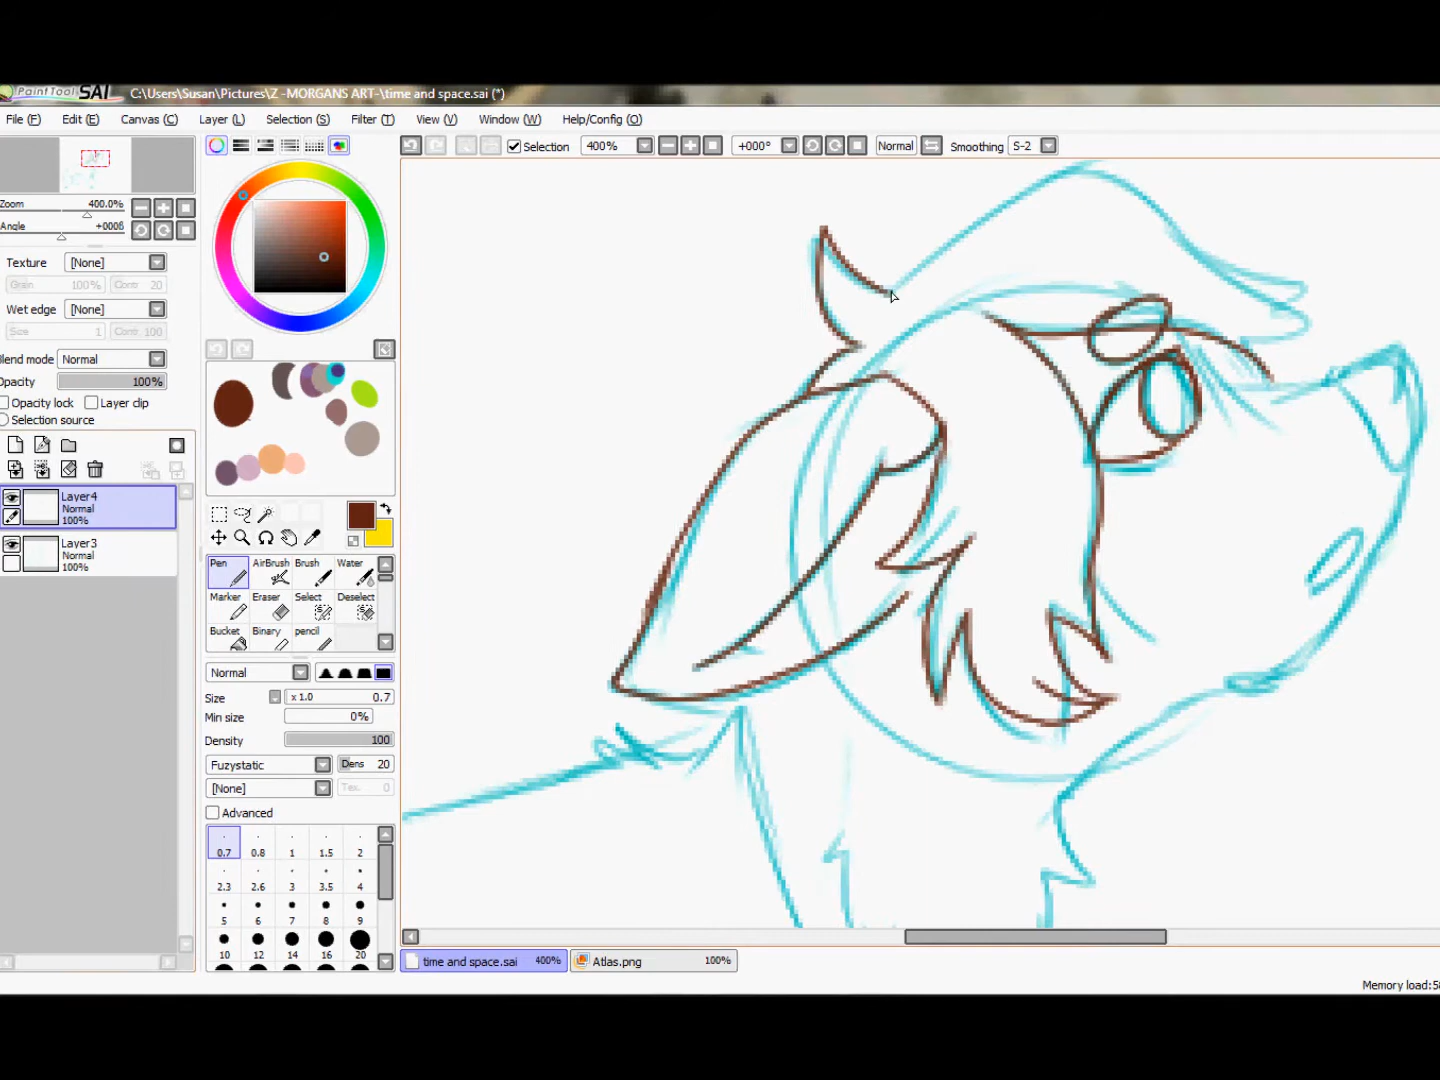 PaintTool SAI C:\Users\Susan\Pictures\Z -MORGANS ART-\time and space.sai (*)
File (F) Edit (E) Canvas (C) Layer (L) Selection (S) Filter (T) View (V) Window (W) Help/Config (O)
Selection 400% +000° Normal Smoothing S-2
Zoom 400.0%
Angle
Texture [None]
Grain 100% Contr 20
Wet edge [None]
Size 1 Contr 100
Blend mode Normal
Opacity 100%
Opacity lock Layer clip
Selection source
Layer4
Normal
100%
Layer3
Normal
100%
Pen AirBrush Brush Water
Marker Eraser Select Deselect
Bucket Binary pencil
Normal
Size x 1.0 0.7
Min size 0%
Density 100
Fuzystatic Dens 20
[None] Tex. 0
Advanced
0.7 0.8 1 1.5 2
2.3 2.6 3 3.5 4
5 6 7 8 9
10 12 14 16 20
time and space.sai 400% Atlas.png 100%
Memory load:5